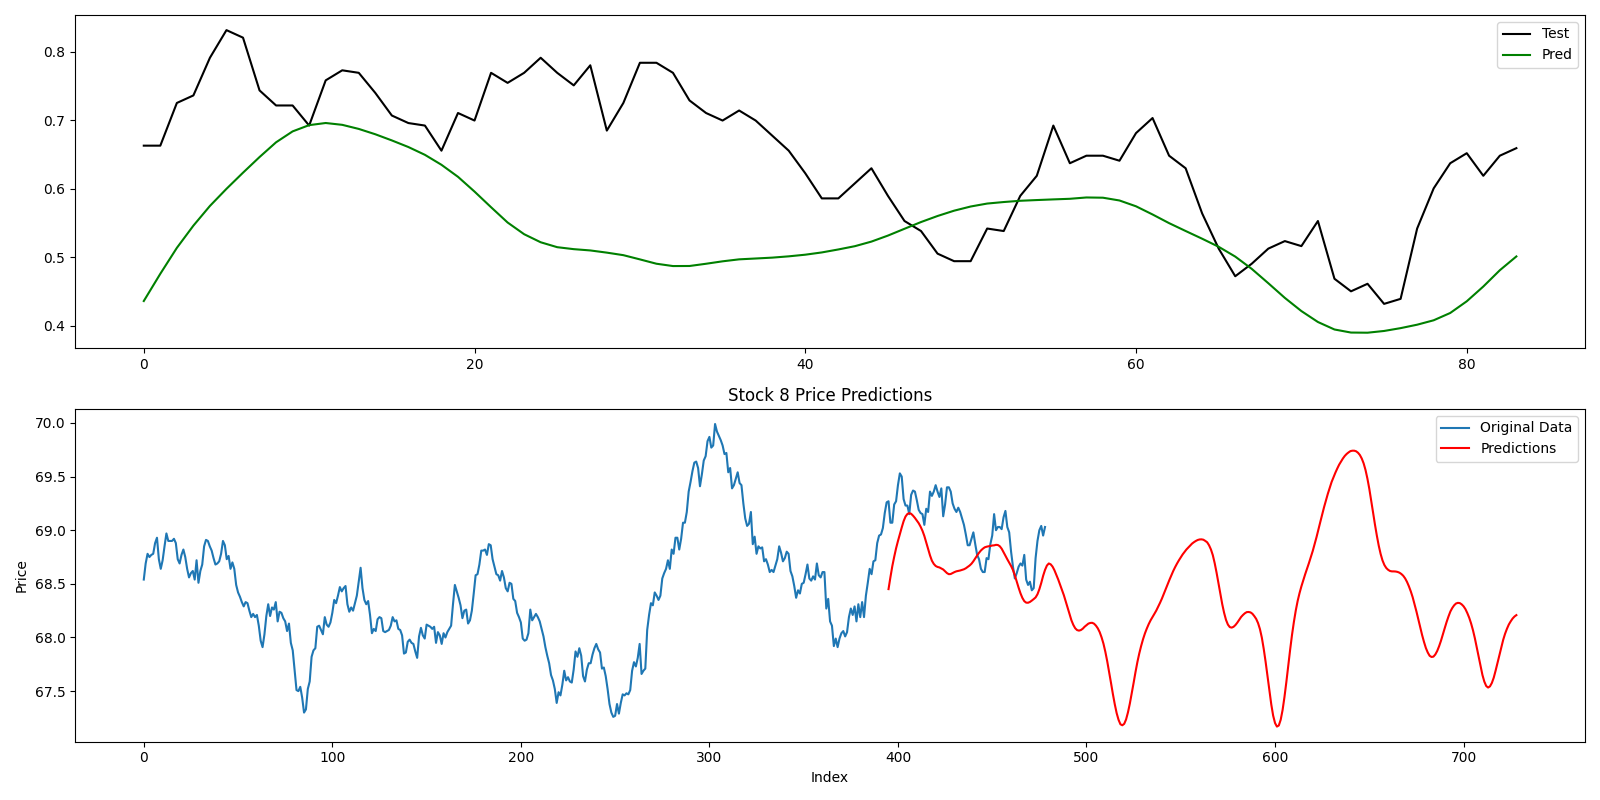 0.8
0.7
0.6
0.5
0.4
Test
Pred
0 20 40 60 80
Stock 8 Price Predictions
70.0
69.5
69.0
68.5
68.0
67.5
Price
Original Data
Predictions
0 100 200 300 400 500 600 700
Index